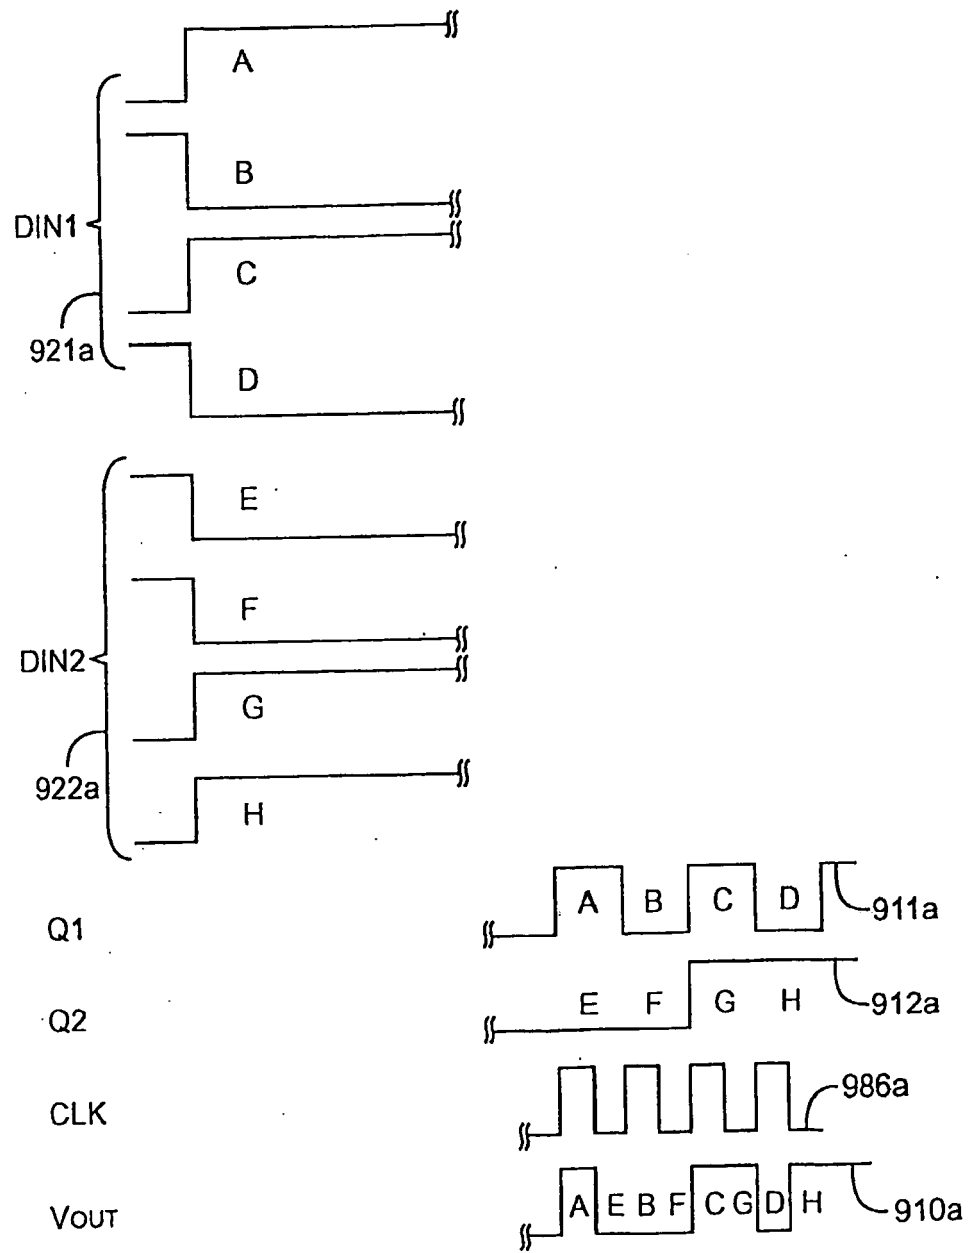 A
B
DIN1
C
921a
D
E
F
DIN2
G
922a
H
Q1
A B C D
911a
Q2
E F G H
912a
CLK
986a
VOUT
A E B F C G D H
910a